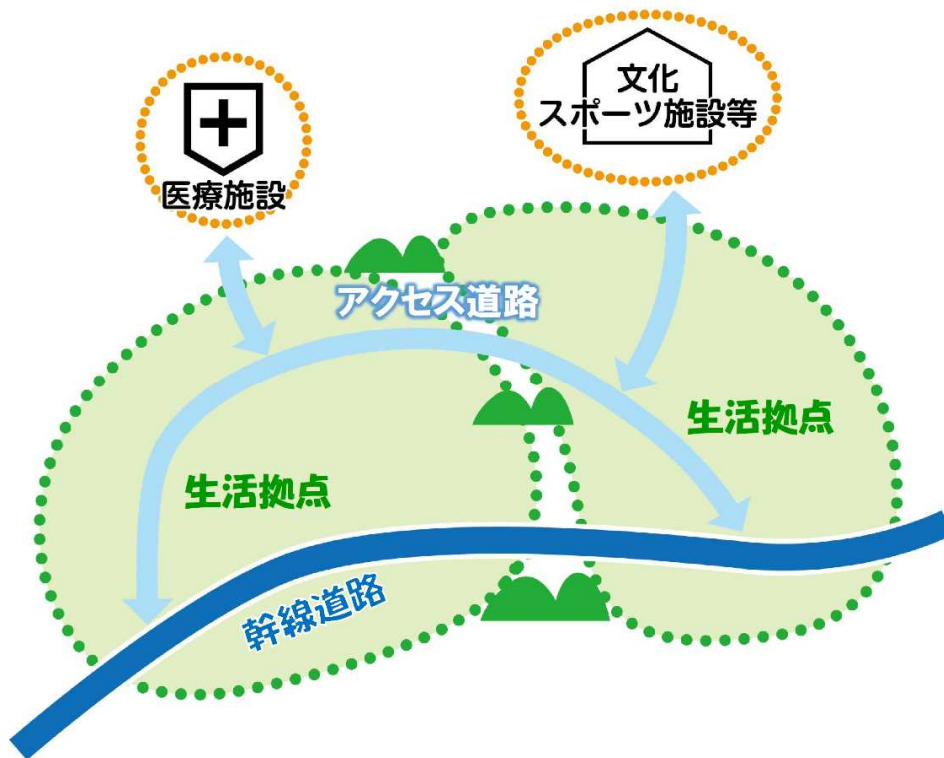 文化
スポーツ施設等
医療施設
アクセス道路
生活拠点
生活拠点
幹線道路